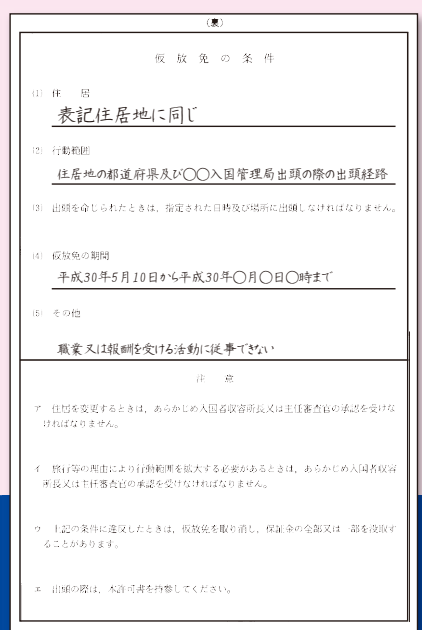 （裏）
仮放免の条件
(1) 住居
表記住居地に同じ
(2) 行動範囲
住居地の都道府県及び〇〇入国管理局出頭の際の出頭経路
(3) 出頭を命じられたときは、指定された日時及び場所に出頭しなければなりません。
(4) 仮放免の期間
平成30年5月10日から平成30年〇月〇日〇時まで
(5) その他
職業又は報酬を受ける活動に従事できない
注意
ア 住居を変更するときは、あらかじめ入国者収容所長又は主任審査官の承認を受けな
ければなりません。
イ 旅行等の理由により行動範囲を拡大する必要があるときは、あらかじめ入国者収容
所長又は主任審査官の承認を受けなければなりません。
ウ 上記の条件に違反したときは、仮放免を取り消し、保証金の全部又は一部を没取す
ることがあります。
エ 出頭の際は、本許可書を持参してください。